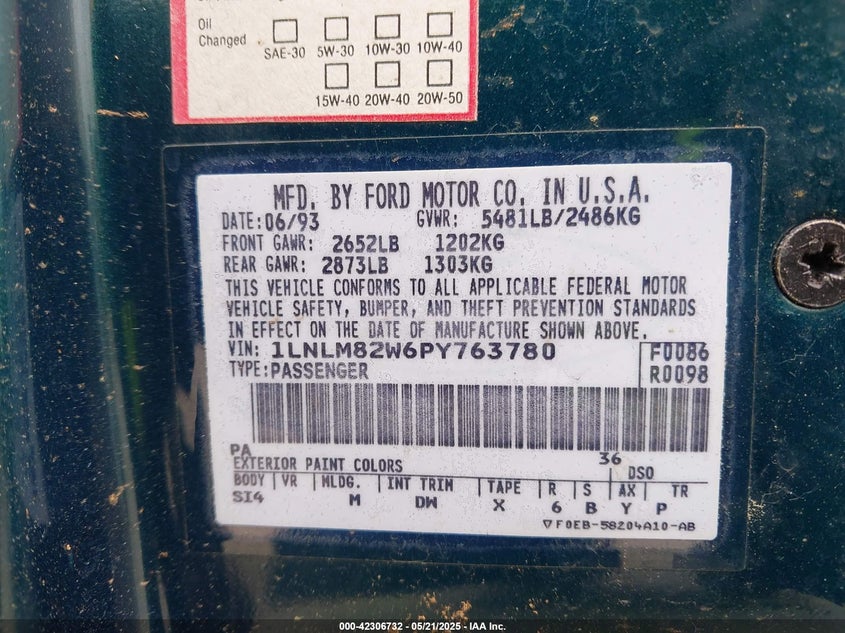 Oil
Changed
SAE-30 5W-30 10W-30 10W-40
15W-40 20W-40 20W-50
MFD. BY FORD MOTOR CO. IN U.S.A.
DATE: 06/93 GVWR: 5481LB/2486KG
FRONT GAWR: 2652LB 1202KG
REAR GAWR: 2873LB 1303KG
THIS VEHICLE CONFORMS TO ALL APPLICABLE FEDERAL MOTOR
VEHICLE SAFETY, BUMPER, AND THEFT PREVENTION STANDARDS
IN EFFECT ON THE DATE OF MANUFACTURE SHOWN ABOVE.
VIN: 1LNLM82W6PY763780 F0086
TYPE: PASSENGER R0098
PA 36
EXTERIOR PAINT COLORS DSO
BODY VR MLDG. INT TRIM TAPE R S AX TR
SI4 M DW X 6 B Y P
▽F0EB-58204A10-AB
000-42306732 - 05/21/2025 - IAA Inc.